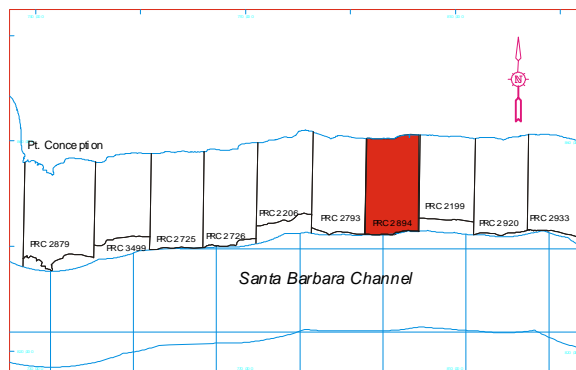 Pt. Conception
N
PRC 2206
PRC 2199
PRC 2793
PRC 2894
PRC 2920
PRC 2933
PRC 2879
PRC 3499
PRC 2725
PRC 2726
Santa Barbara Channel